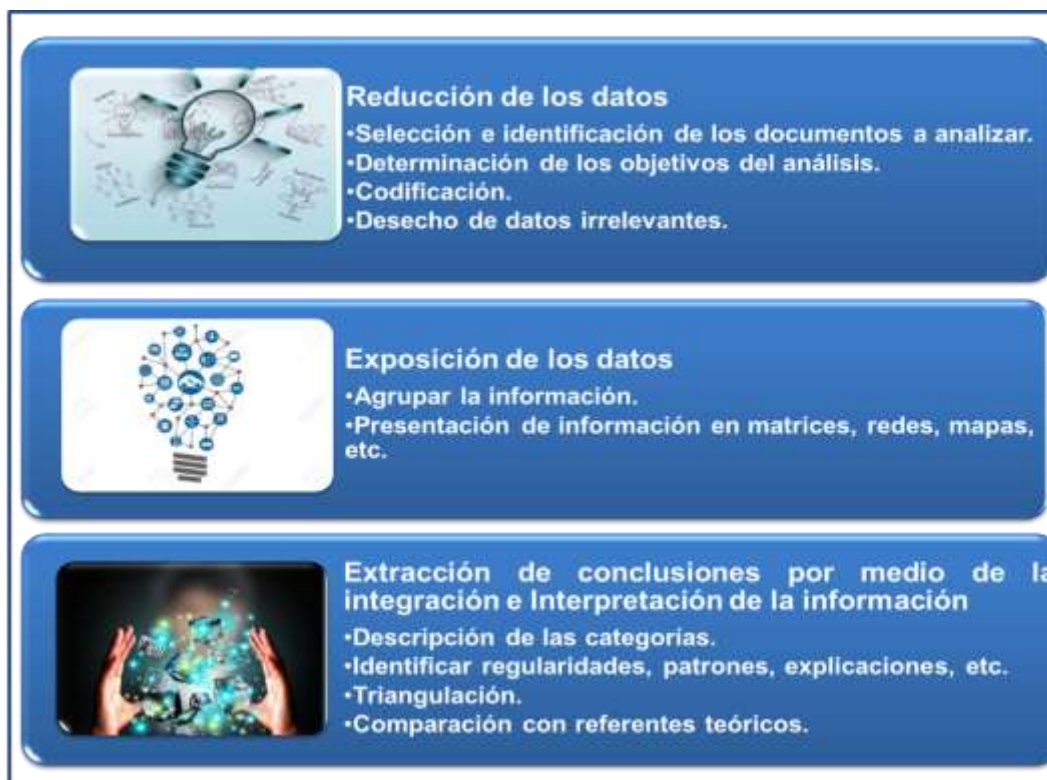 Reducción de los datos
•Selección e identificación de los documentos a analizar.
•Determinación de los objetivos del análisis.
•Codificación.
•Desecho de datos irrelevantes.
Exposición de los datos
•Agrupar la información.
•Presentación de información en matrices, redes, mapas,
etc.
Extracción de conclusiones por medio de la
integración e Interpretación de la información
•Descripción de las categorias.
•Identificar regularidades, patrones, explicaciones, etc.
•Triangulación.
•Comparación con referentes teóricos.